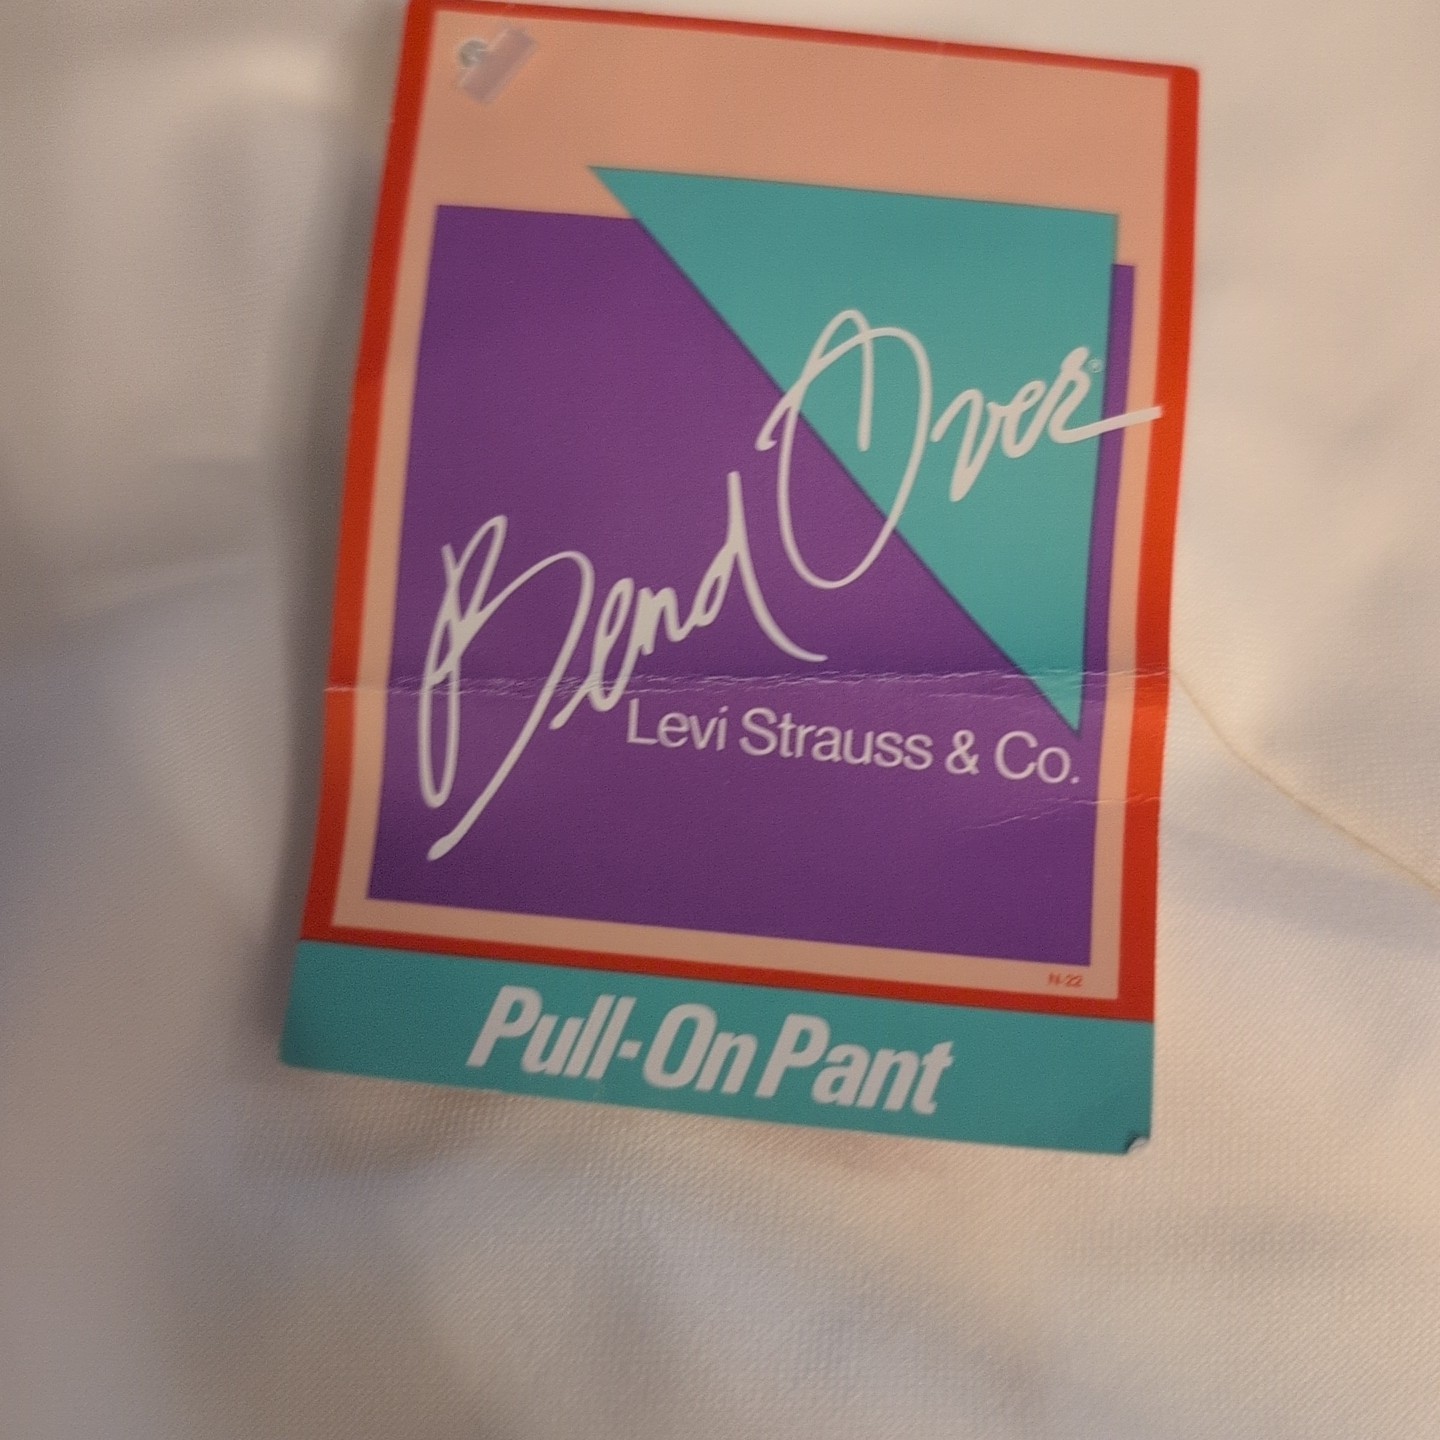 Bend Over®
Levi Strauss & Co.
N-22
Pull-On Pant